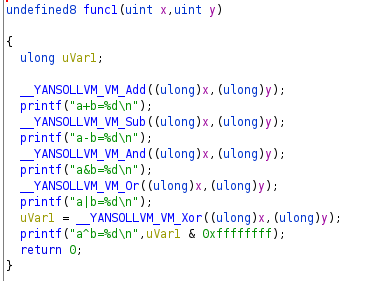 undefined8 func1(uint x,uint y)
{
ulong uVar1;
__YANSOLLVM_VM_Add((ulong)x,(ulong)y);
printf("a+b=%d\n");
__YANSOLLVM_VM_Sub((ulong)x,(ulong)y);
printf("a-b=%d\n");
__YANSOLLVM_VM_And((ulong)x,(ulong)y);
printf("a&b=%d\n");
__YANSOLLVM_VM_Or((ulong)x,(ulong)y);
printf("a|b=%d\n");
uVar1 = __YANSOLLVM_VM_Xor((ulong)x,(ulong)y);
printf("a^b=%d\n",uVar1 & 0xffffffff);
return 0;
}